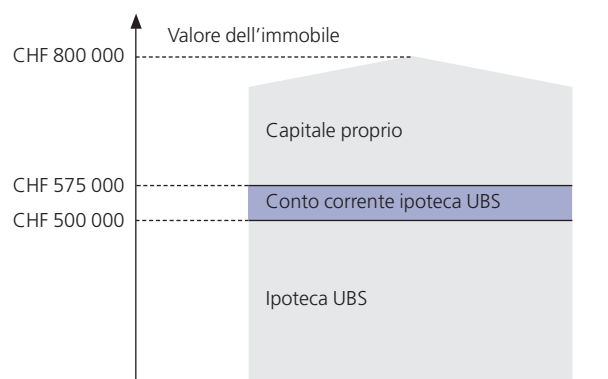 Valore dell'immobile
CHF 800 000
Capitale proprio
CHF 575 000
Conto corrente ipoteca UBS
CHF 500 000
Ipoteca UBS